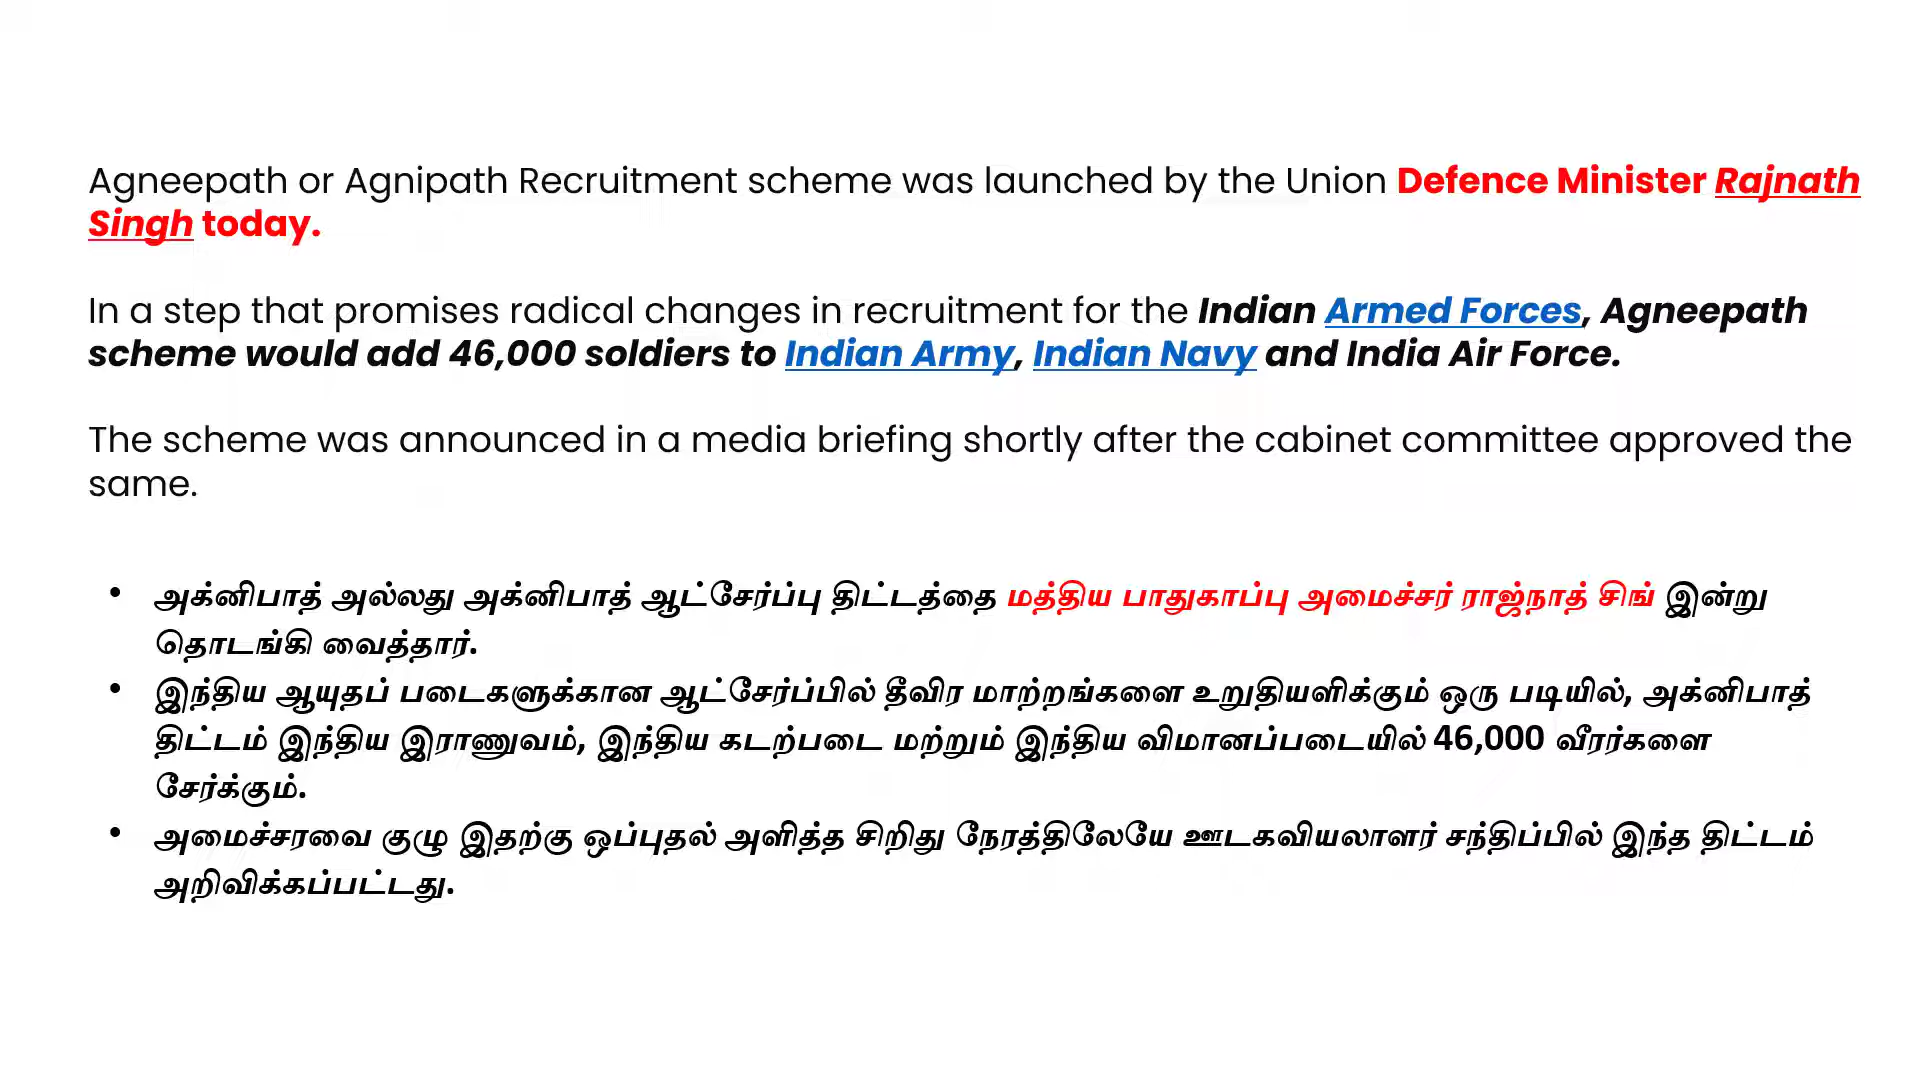 Agneepath or Agnipath Recruitment scheme was launched by the Union Defence Minister Rajnath
Singh today.
In a step that promises radical changes in recruitment for the Indian Armed Forces, Agneepath
scheme would add 46,000 soldiers to Indian Army, Indian Navy and India Air Force.
The scheme was announced in a media briefing shortly after the cabinet committee approved the
same.
• அக்னிபாத் அல்லது அக்னிபாத் ஆட்சேர்ப்பு திட்டத்தை மத்திய பாதுகாப்பு அமைச்சர் ராஜ்நாத் சிங் இன்று
தொடங்கி வைத்தார்.
• இந்திய ஆயுதப் படைகளுக்கான ஆட்சேர்ப்பில் தீவிர மாற்றங்களை உறுதியளிக்கும் ஒரு படியில், அக்னிபாத்
திட்டம் இந்திய இராணுவம், இந்திய கடற்படை மற்றும் இந்திய விமானப்படையில் 46,000 வீரர்களை
சேர்க்கும்.
• அமைச்சரவை குழு இதற்கு ஒப்புதல் அளித்த சிறிது நேரத்திலேயே ஊடகவியலாளர் சந்திப்பில் இந்த திட்டம்
அறிவிக்கப்பட்டது.